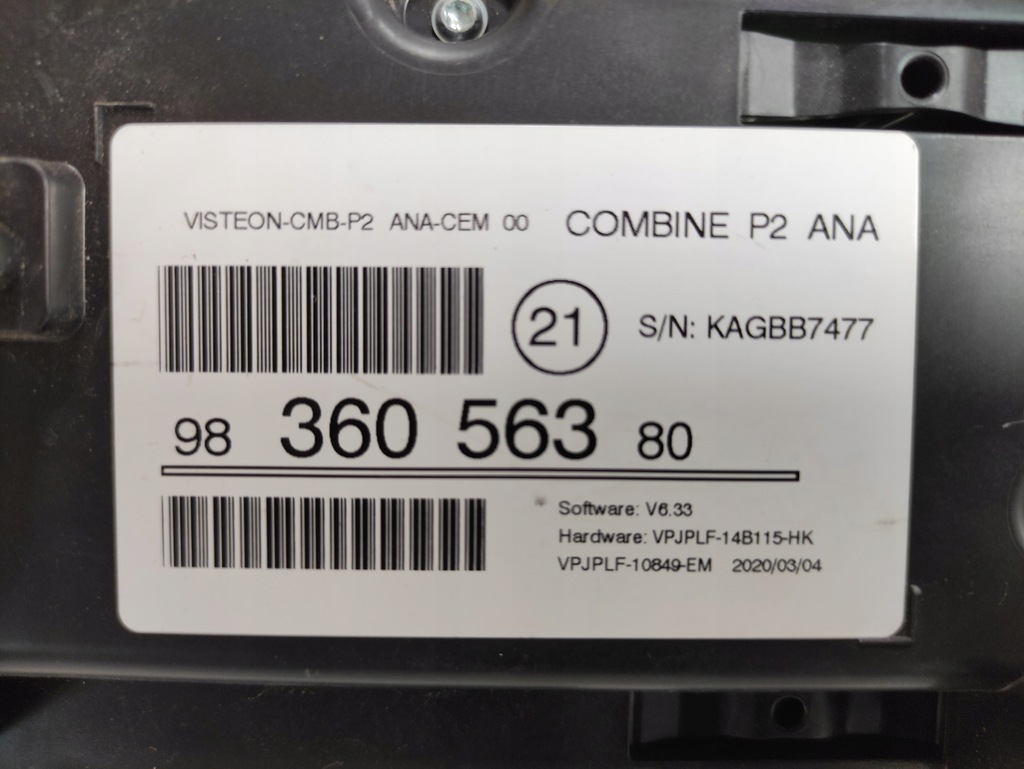 VISTEON-CMB-P2 ANA-CEM 00 COMBINE P2 ANA
21 S/N: KAGBB7477
98 360 563 80
Software: V6.33
Hardware: VPJPLF-14B115-HK
VPJPLF-10849-EM 2020/03/04